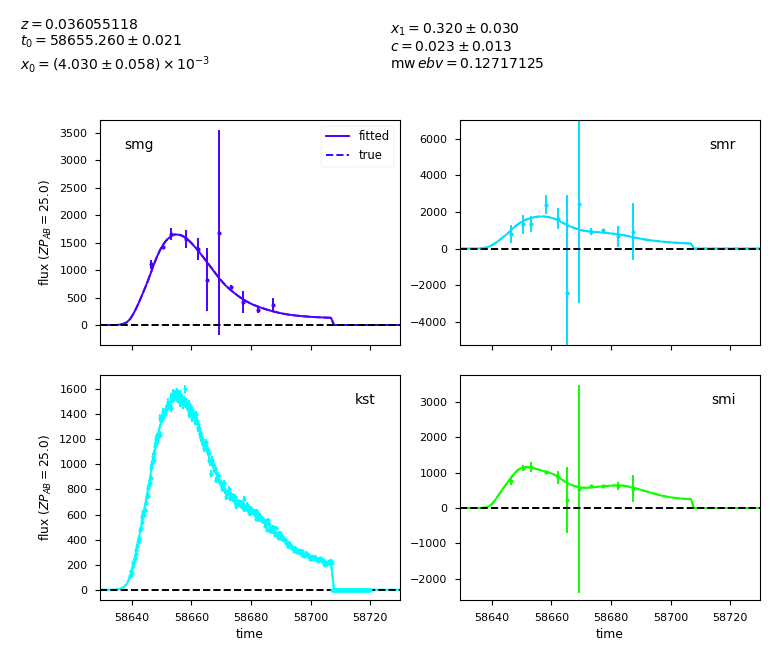 z = 0.036055118
t₀ = 58655.260 ± 0.021
x₀ = (4.030 ± 0.058) × 10⁻³
x₁ = 0.320 ± 0.030
c = 0.023 ± 0.013
mw ebv = 0.12717125
smg
fitted
true
3500
3000
2500
2000
1500
1000
500
0
flux (ZP_AB = 25.0)
smr
6000
4000
2000
0
−2000
−4000
kst
1600
1400
1200
1000
800
600
400
200
0
flux (ZP_AB = 25.0)
58640 58660 58680 58700 58720
time
smi
3000
2000
1000
0
−1000
−2000
58640 58660 58680 58700 58720
time